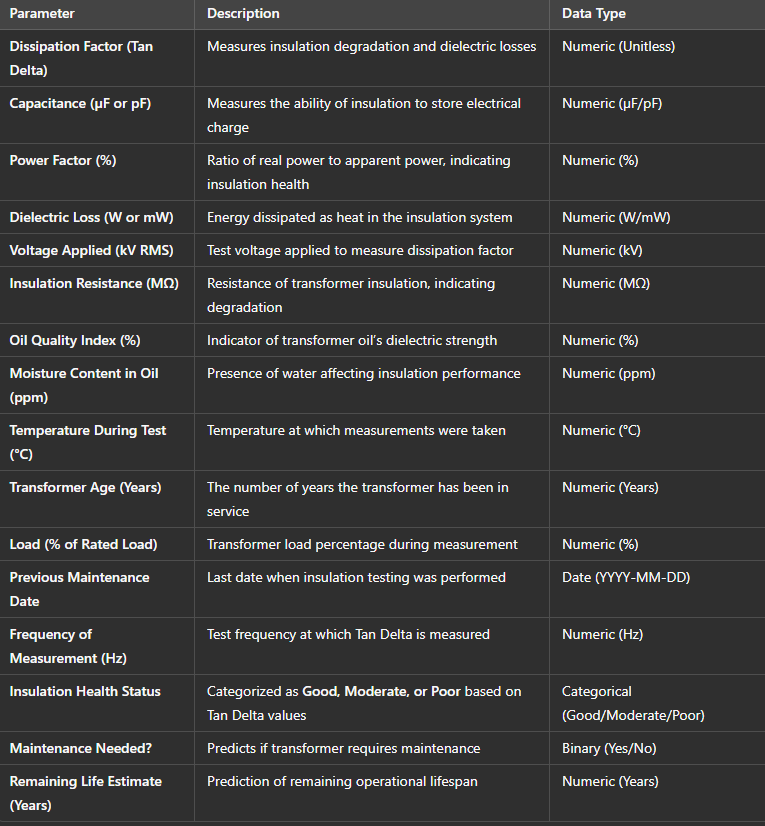 Parameter Description Data Type
Dissipation Factor (Tan Measures insulation degradation and dielectric losses Numeric (Unitless)
Delta)
Capacitance (μF or pF) Measures the ability of insulation to store electrical Numeric (μF/pF)
charge
Power Factor (%) Ratio of real power to apparent power, indicating Numeric (%)
insulation health
Dielectric Loss (W or mW) Energy dissipated as heat in the insulation system Numeric (W/mW)
Voltage Applied (kV RMS) Test voltage applied to measure dissipation factor Numeric (kV)
Insulation Resistance (MΩ) Resistance of transformer insulation, indicating Numeric (MΩ)
degradation
Oil Quality Index (%) Indicator of transformer oil’s dielectric strength Numeric (%)
Moisture Content in Oil Presence of water affecting insulation performance Numeric (ppm)
(ppm)
Temperature During Test Temperature at which measurements were taken Numeric (°C)
(°C)
Transformer Age (Years) The number of years the transformer has been in Numeric (Years)
service
Load (% of Rated Load) Transformer load percentage during measurement Numeric (%)
Previous Maintenance Last date when insulation testing was performed Date (YYYY-MM-DD)
Date
Frequency of Test frequency at which Tan Delta is measured Numeric (Hz)
Measurement (Hz)
Insulation Health Status Categorized as Good, Moderate, or Poor based on Categorical
Tan Delta values (Good/Moderate/Poor)
Maintenance Needed? Predicts if transformer requires maintenance Binary (Yes/No)
Remaining Life Estimate Prediction of remaining operational lifespan Numeric (Years)
(Years)